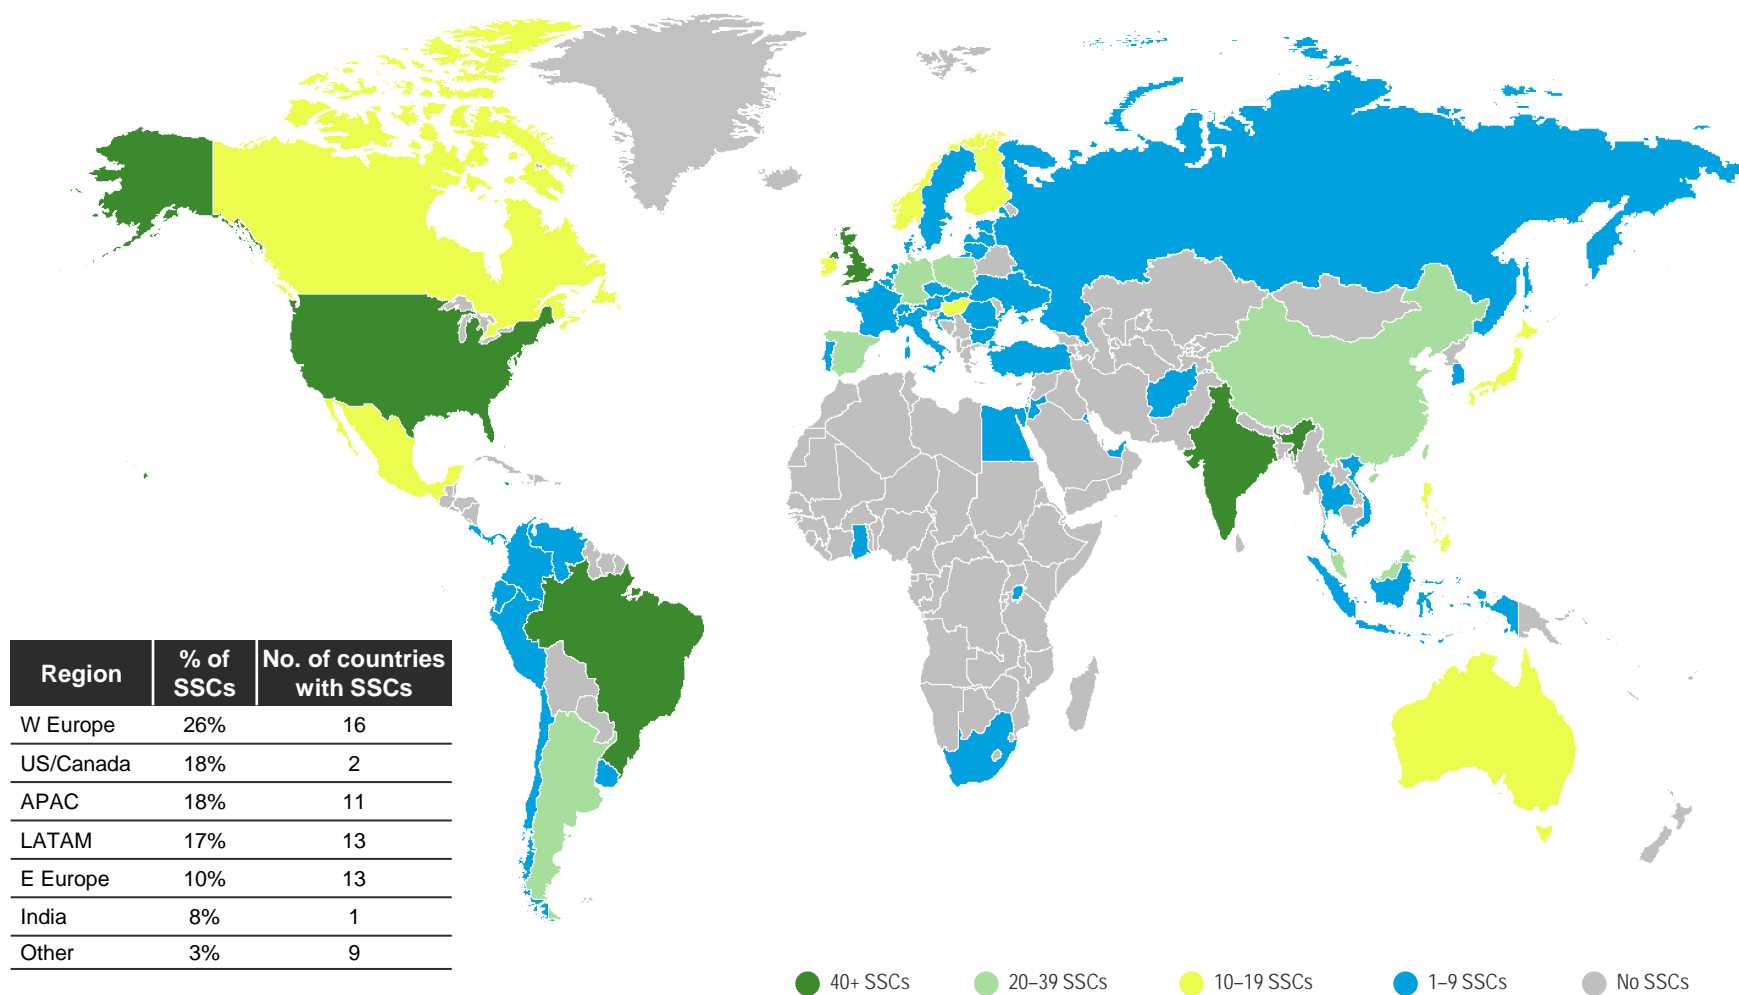 Region % of SSCs No. of countries with SSCs
W Europe 26% 16
US/Canada 18% 2
APAC 18% 11
LATAM 17% 13
E Europe 10% 13
India 8% 1
Other 3% 9
40+ SSCs 20–39 SSCs 10–19 SSCs 1–9 SSCs No SSCs